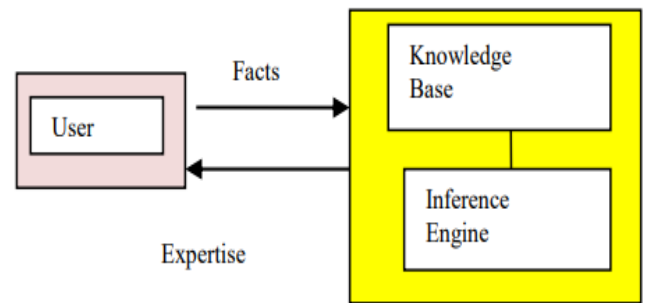 Facts
User
Expertise
Knowledge
Base
Inference
Engine